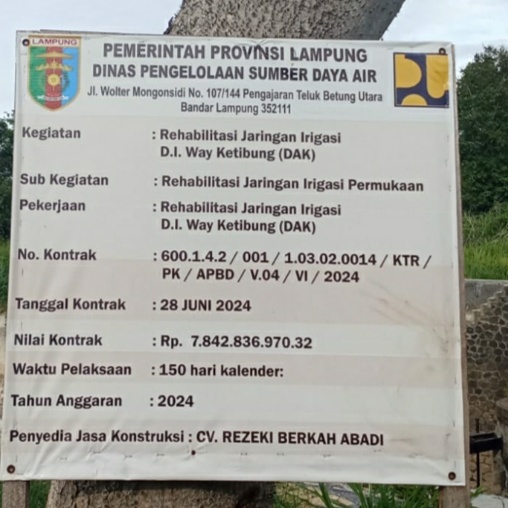 LAMPUNG
PEMERINTAH PROVINSI LAMPUNG
DINAS PENGELOLAAN SUMBER DAYA AIR
Jl. Wolter Mongonsidi No. 107/144 Pengajaran Teluk Betung Utara
Bandar Lampung 352111
Kegiatan : Rehabilitasi Jaringan Irigasi
D.I. Way Ketibung (DAK)
Sub Kegiatan : Rehabilitasi Jaringan Irigasi Permukaan
Pekerjaan : Rehabilitasi Jaringan Irigasi
D.I. Way Ketibung (DAK)
No. Kontrak : 600.1.4.2 / 001 / 1.03.02.0014 / KTR /
PK / APBD / V.04 / VI / 2024
Tanggal Kontrak : 28 JUNI 2024
Nilai Kontrak : Rp. 7.842.836.970.32
Waktu Pelaksaan : 150 hari kalender:
Tahun Anggaran : 2024
Penyedia Jasa Konstruksi : CV. REZEKI BERKAH ABADI